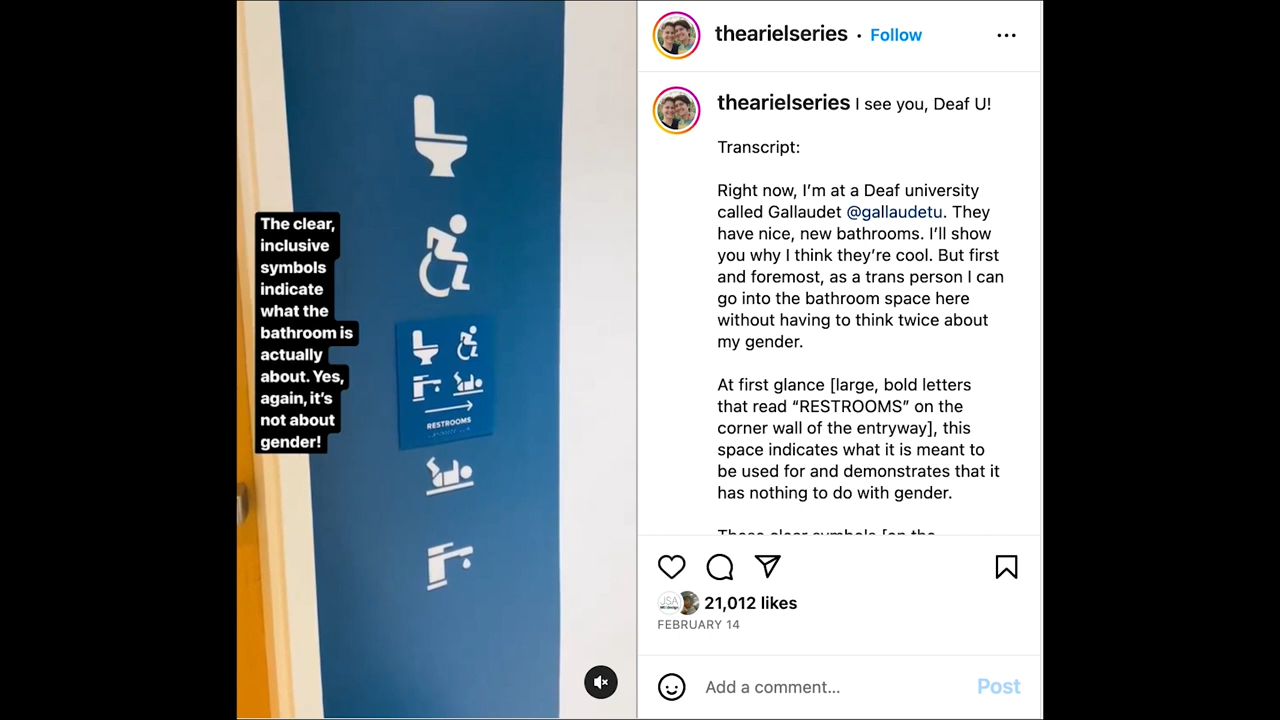 The clear,
inclusive
symbols
indicate
what the
bathroom is
actually
about. Yes,
again, it’s
not about
gender!
RESTROOMS
thearielseries • Follow
thearielseries I see you, Deaf U!
Transcript:
Right now, I’m at a Deaf university
called Gallaudet @gallaudetu. They
have nice, new bathrooms. I’ll show
you why I think they’re cool. But first
and foremost, as a trans person I can
go into the bathroom space here
without having to think twice about
my gender.
At first glance [large, bold letters
that read “RESTROOMS” on the
corner wall of the entryway], this
space indicates what it is meant to
be used for and demonstrates that it
has nothing to do with gender.
These clear symbols [on the
21,012 likes
FEBRUARY 14
Add a comment...
Post